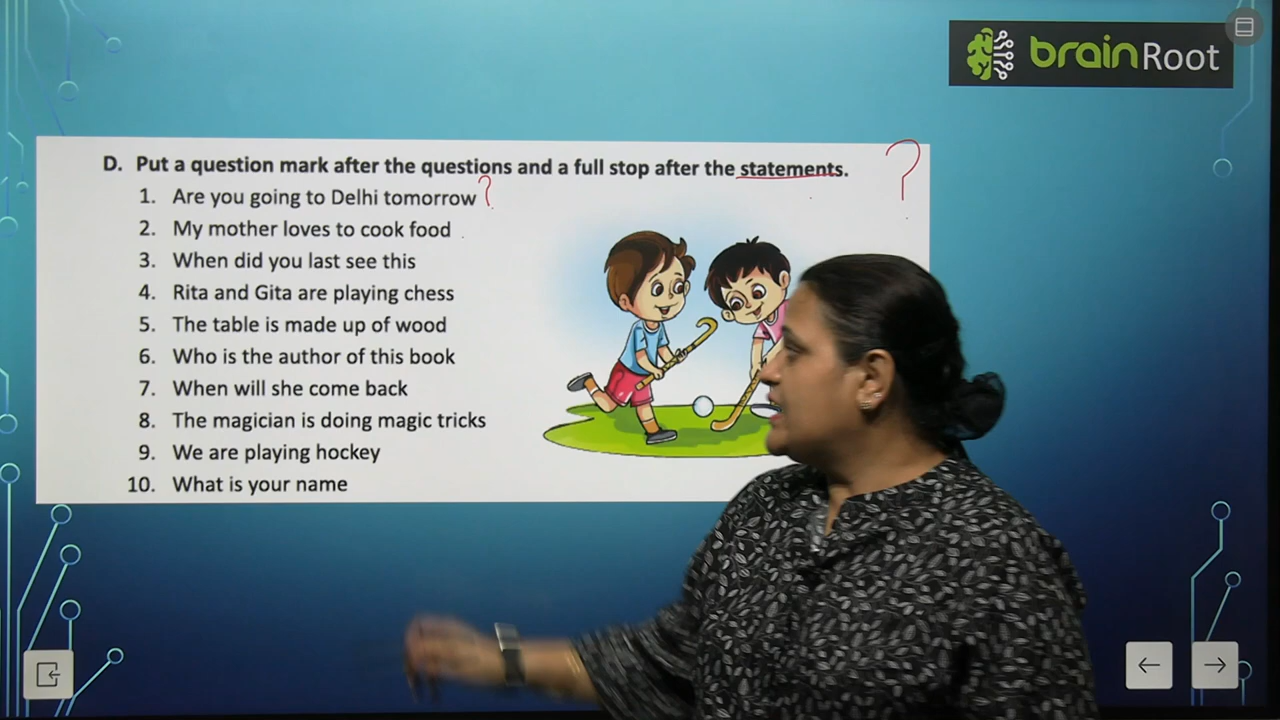 brainRoot
D. Put a question mark after the questions and a full stop after the statements. ?
1. Are you going to Delhi tomorrow ?
2. My mother loves to cook food .
3. When did you last see this
4. Rita and Gita are playing chess
5. The table is made up of wood
6. Who is the author of this book
7. When will she come back
8. The magician is doing magic tricks
9. We are playing hockey
10. What is your name